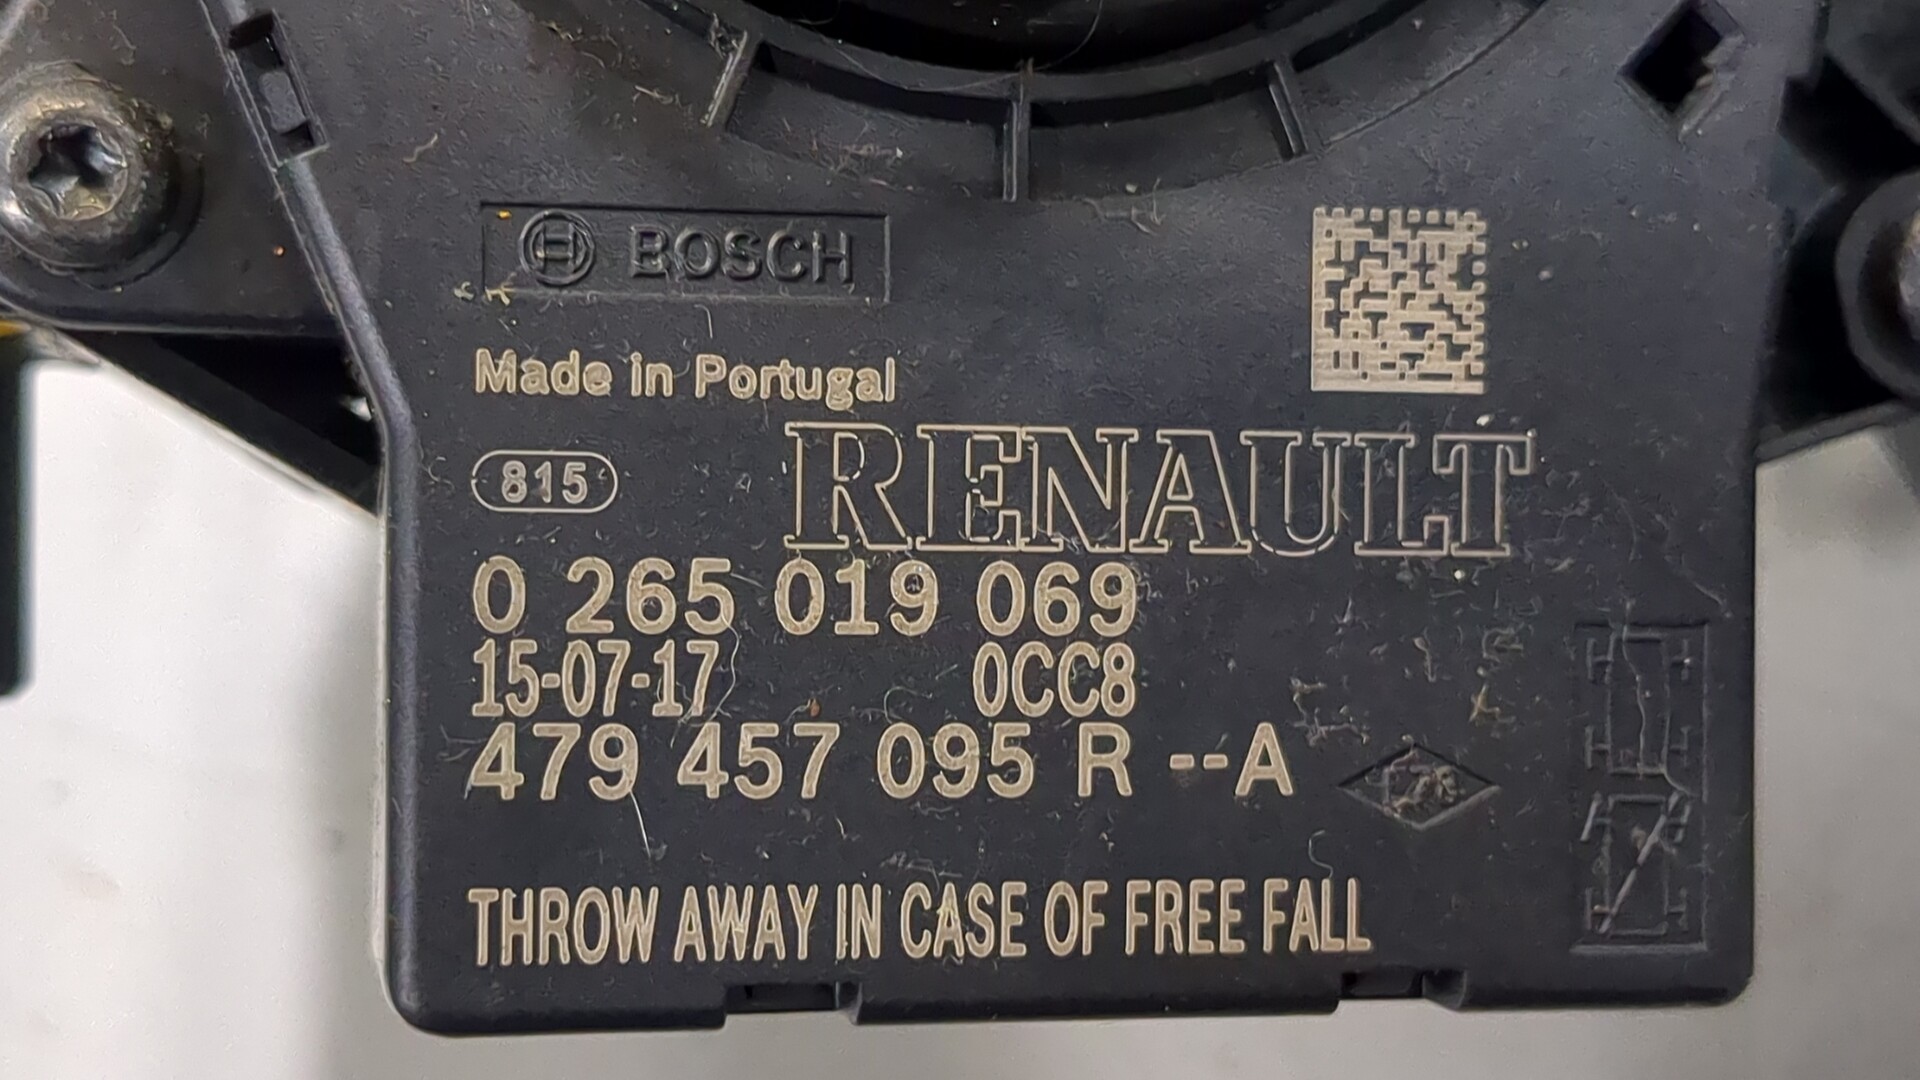 BOSCH
Made in Portugal
815
RENAULT
0 265 019 069
15-07-17 0CC8
479 457 095 R --A
THROW AWAY IN CASE OF FREE FALL